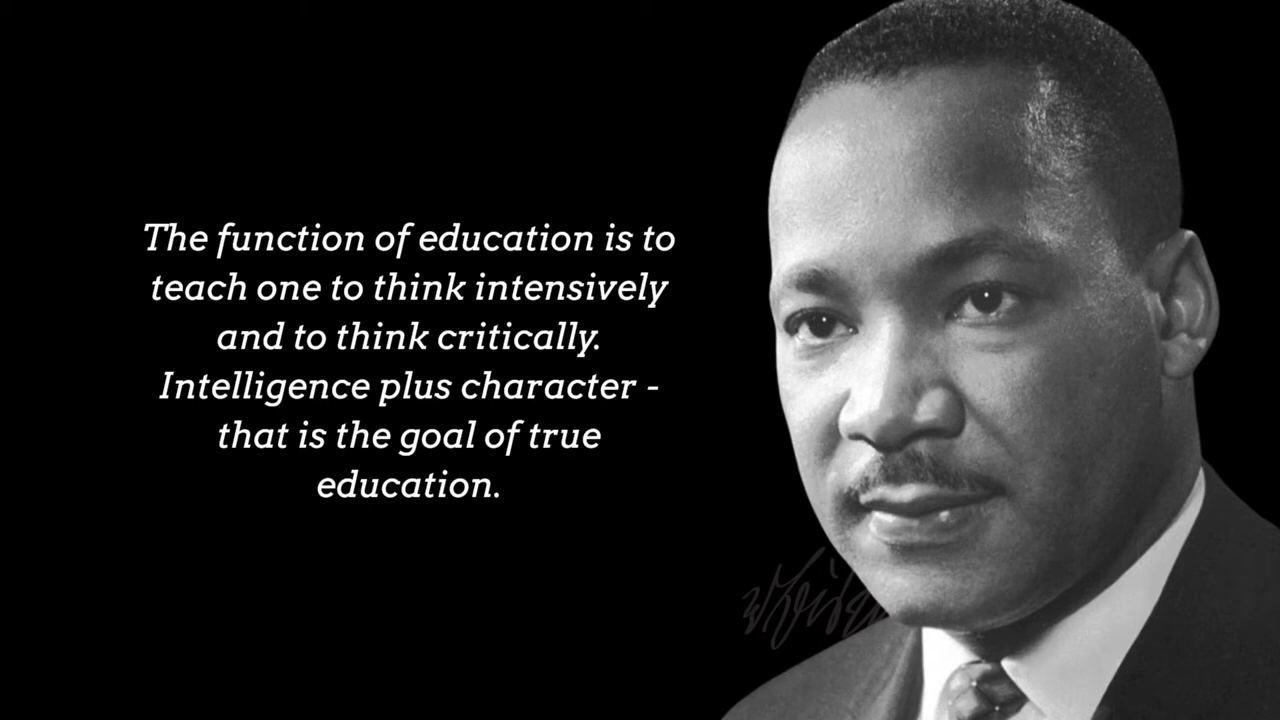 The function of education is to
teach one to think intensively
and to think critically.
Intelligence plus character -
that is the goal of true
education.